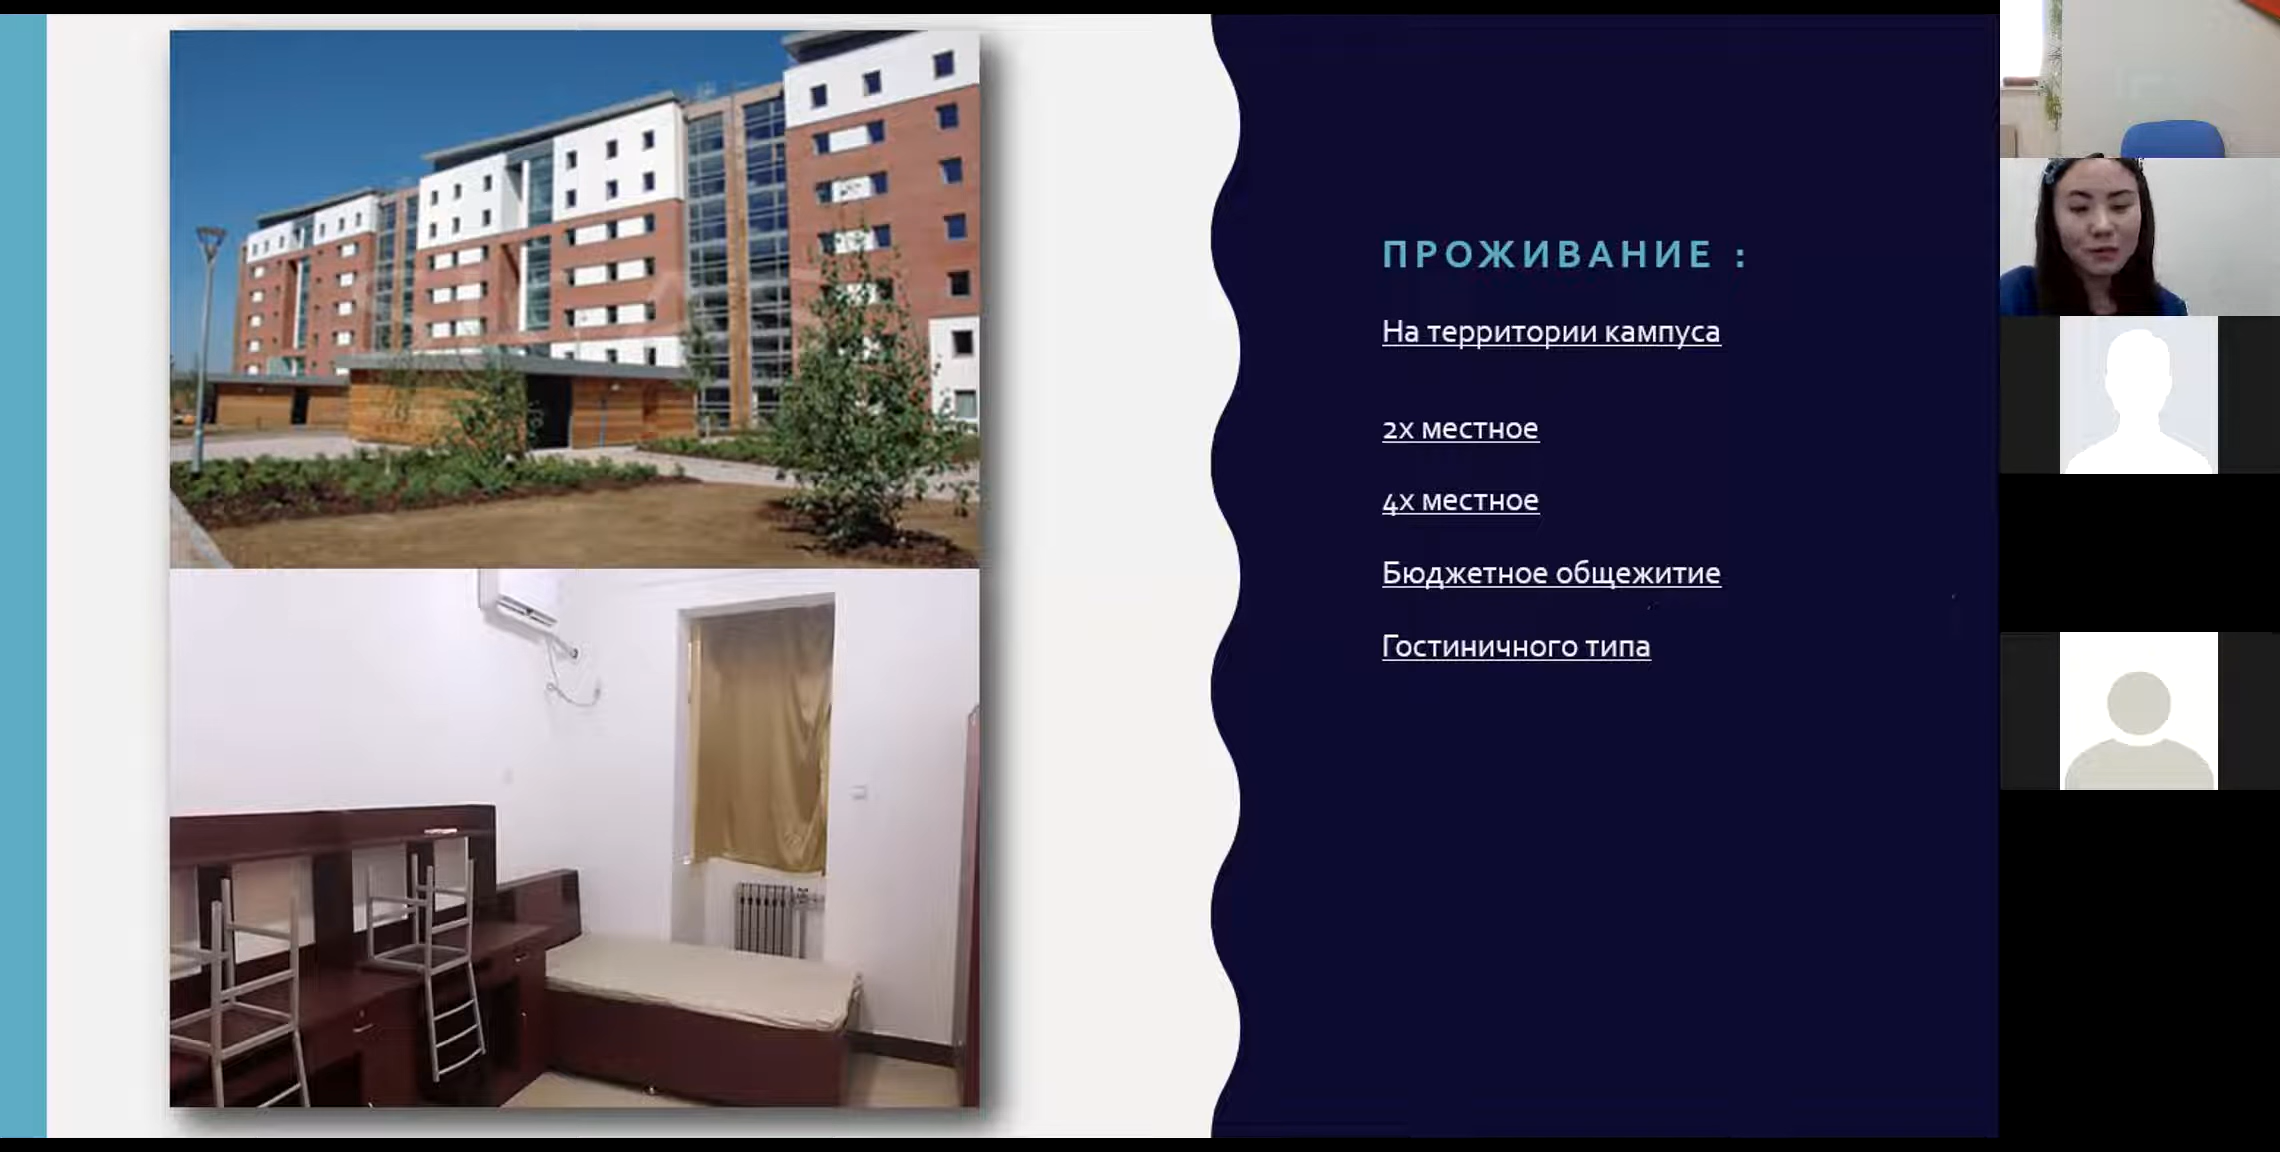 ПРОЖИВАНИЕ :
На территории кампуса
2х местное
4х местное
Бюджетное общежитие
Гостиничного типа